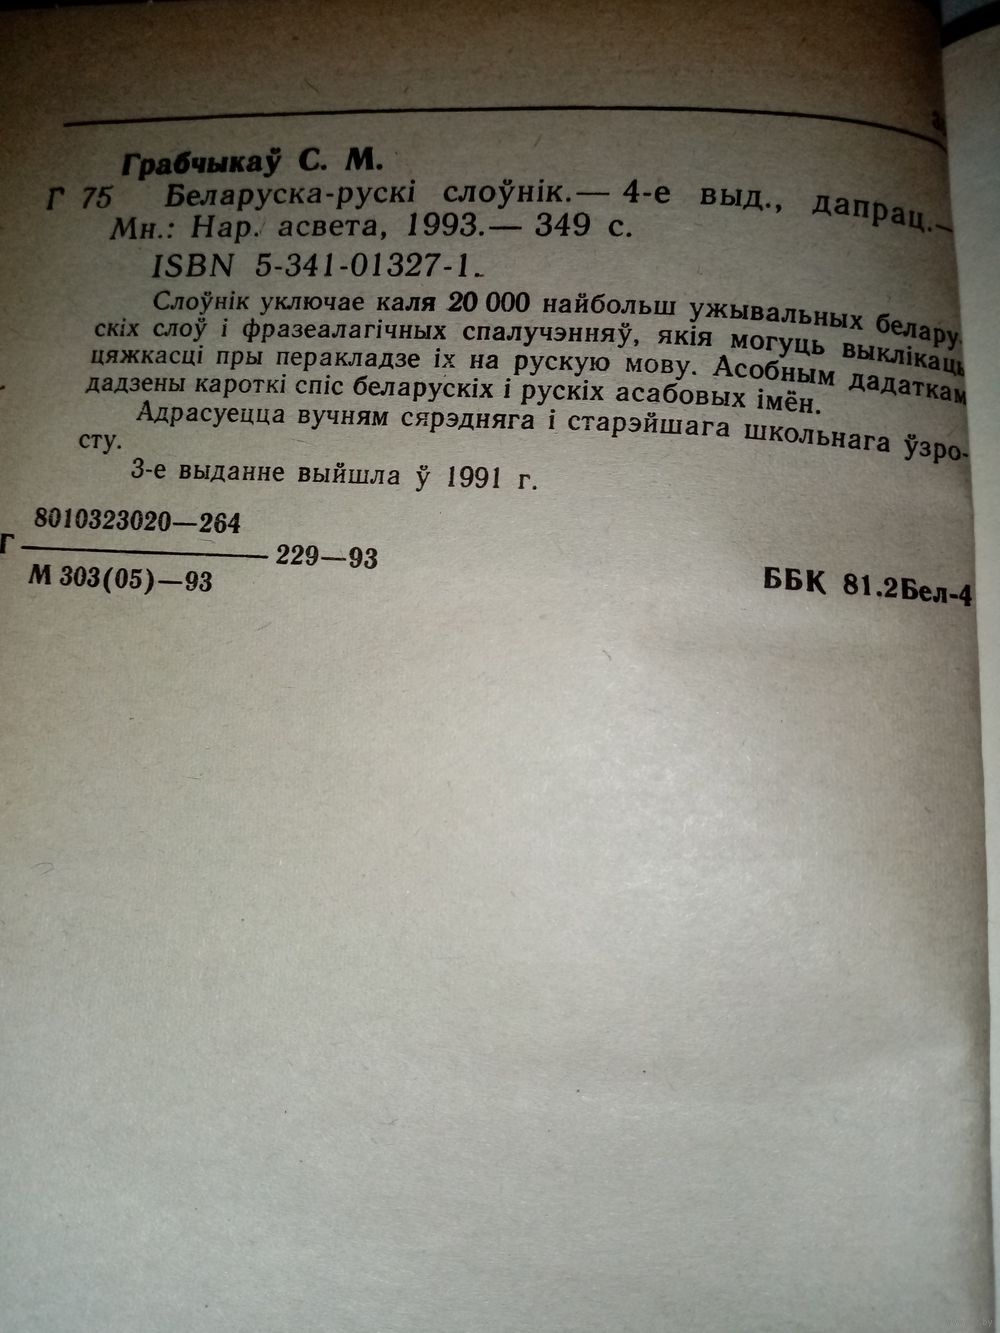 Грабчыкаў С. М.
Г 75 Беларуска-рускі слоўнік.— 4-е выд., дапрац.—
Мн.: Нар. асвета, 1993.— 349 с.
ISBN 5-341-01327-1.
Слоўнік уключае каля 20 000 найбольш ужывальных белару-
скіх слоў і фразеалагічных спалучэнняў, якія могуць выклікаць
цяжкасці пры перакладзе іх на рускую мову. Асобным дадаткам
дадзены кароткі спіс беларускіх і рускіх асабовых імён.
Адрасуецца вучням сярэдняга і старэйшага школьнага ўзро-
сту.
3-е выданне выйшла ў 1991 г.
8010323020—264
Г 229—93
М 303(05)—93
ББК 81.2Бел-4